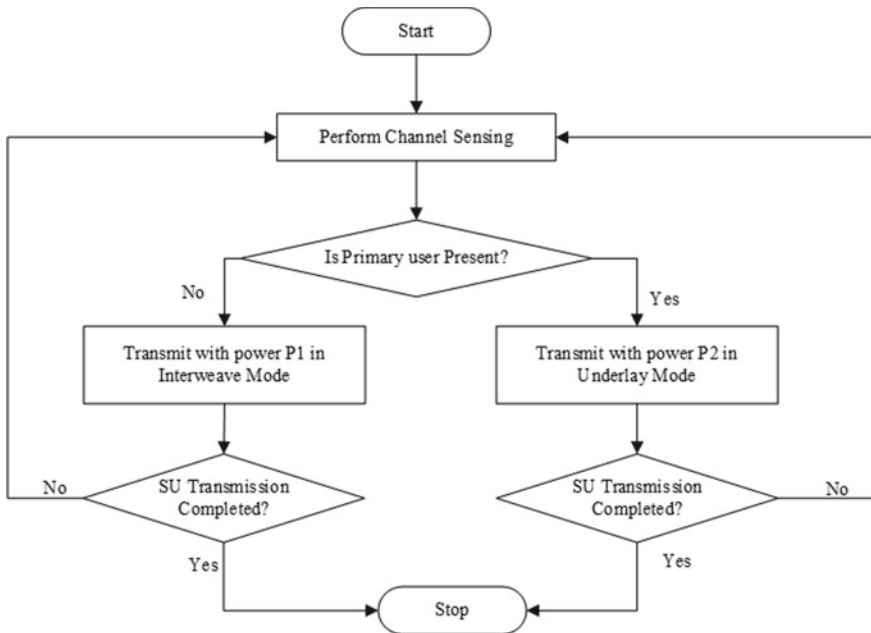 Start
Perform Channel Sensing
Is Primary user Present?
No
Yes
Transmit with power P1 in
Interweave Mode
Transmit with power P2 in
Underlay Mode
No
SU Transmission
Completed?
SU Transmission
Completed?
No
Yes
Yes
Stop